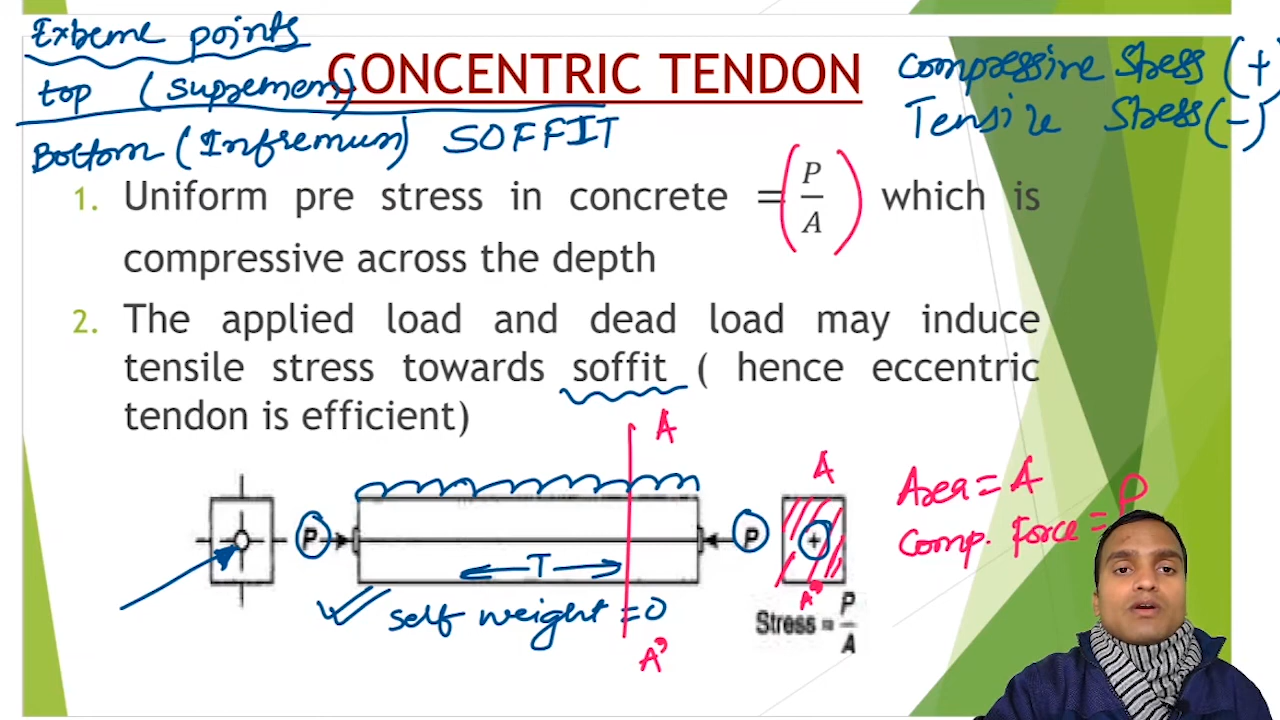 Extreme points
CONCENTRIC TENDON
Compressive Stress (+
top (Supremem)
Tensile Stress (-)
Bottom (Infremum) SOFFIT
1. Uniform pre stress in concrete = (P/A) which is
compressive across the depth
2. The applied load and dead load may induce
tensile stress towards soffit ( hence eccentric
tendon is efficient)
A
A
Area = A
P P
Comp. Force = P
T
+
self weight = 0
A'
Stress = P/A
A'